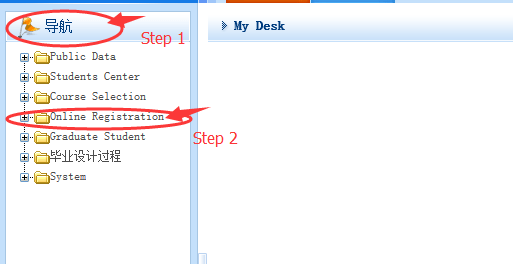 导航
Step 1
My Desk
Public Data
Students Center
Course Selection
Online Registration
Step 2
Graduate Student
毕业设计过程
System